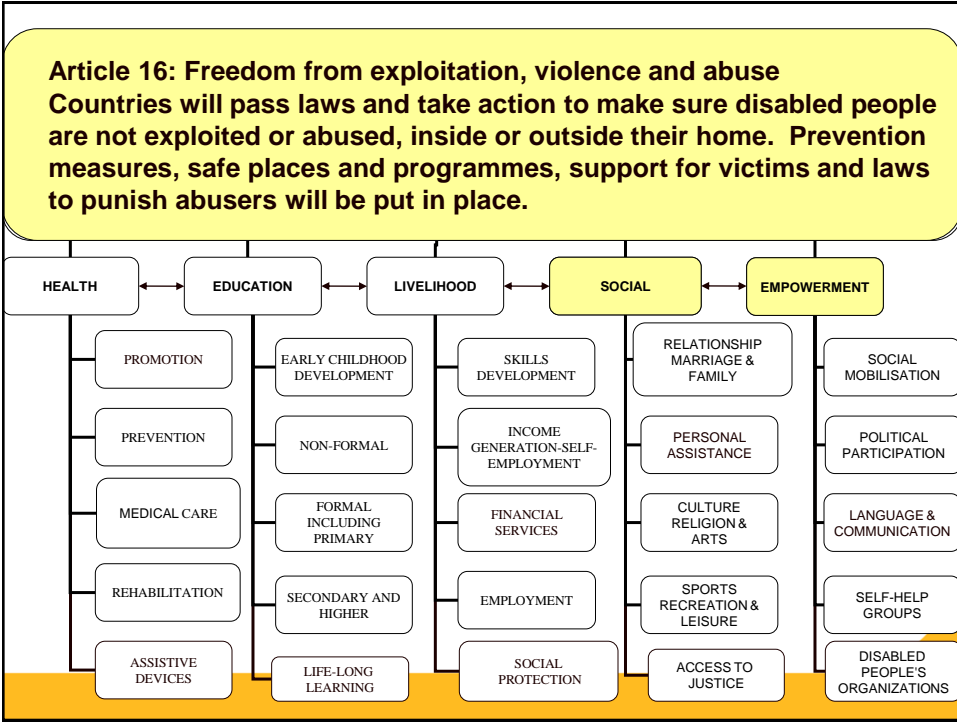 Article 16: Freedom from exploitation, violence and abuse
Countries will pass laws and take action to make sure disabled people
are not exploited or abused, inside or outside their home. Prevention
measures, safe places and programmes, support for victims and laws
to punish abusers will be put in place.
HEALTH
EDUCATION
LIVELIHOOD
SOCIAL
EMPOWERMENT
PROMOTION
PREVENTION
MEDICAL CARE
REHABILITATION
ASSISTIVE
DEVICES
EARLY CHILDHOOD
DEVELOPMENT
NON-FORMAL
FORMAL
INCLUDING
PRIMARY
SECONDARY AND
HIGHER
LIFE-LONG
LEARNING
SKILLS
DEVELOPMENT
INCOME
GENERATION-SELF-
EMPLOYMENT
FINANCIAL
SERVICES
EMPLOYMENT
SOCIAL
PROTECTION
RELATIONSHIP
MARRIAGE &
FAMILY
PERSONAL
ASSISTANCE
CULTURE
RELIGION &
ARTS
SPORTS
RECREATION &
LEISURE
ACCESS TO
JUSTICE
SOCIAL
MOBILISATION
POLITICAL
PARTICIPATION
LANGUAGE &
COMMUNICATION
SELF-HELP
GROUPS
DISABLED
PEOPLE'S
ORGANIZATIONS